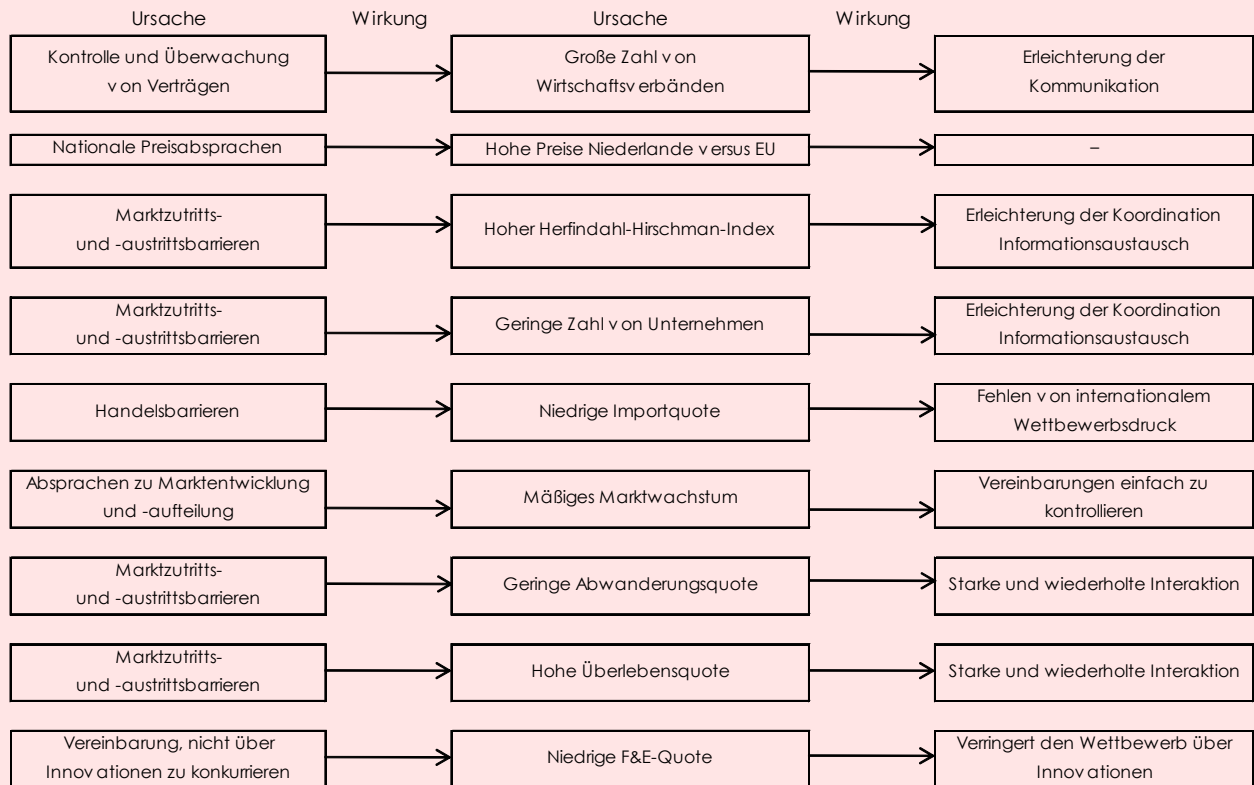 Ursache Wirkung Ursache Wirkung
Kontrolle und Überwachung
von Verträgen
Große Zahl von
Wirtschaftsverbänden
Erleichterung der
Kommunikation
Nationale Preisabsprachen
Hohe Preise Niederlande versus EU
–
Marktzutritts-
und -austrittsbarrieren
Hoher Herfindahl-Hirschman-Index
Erleichterung der Koordination
Informationsaustausch
Marktzutritts-
und -austrittsbarrieren
Geringe Zahl von Unternehmen
Erleichterung der Koordination
Informationsaustausch
Handelsbarrieren
Niedrige Importquote
Fehlen von internationalem
Wettbewerbsdruck
Absprachen zu Marktentwicklung
und -aufteilung
Mäßiges Marktwachstum
Vereinbarungen einfach zu
kontrollieren
Marktzutritts-
und -austrittsbarrieren
Geringe Abwanderungsquote
Starke und wiederholte Interaktion
Marktzutritts-
und -austrittsbarrieren
Hohe Überlebensquote
Starke und wiederholte Interaktion
Vereinbarung, nicht über
Innovationen zu konkurrieren
Niedrige F&E-Quote
Verringert den Wettbewerb über
Innovationen